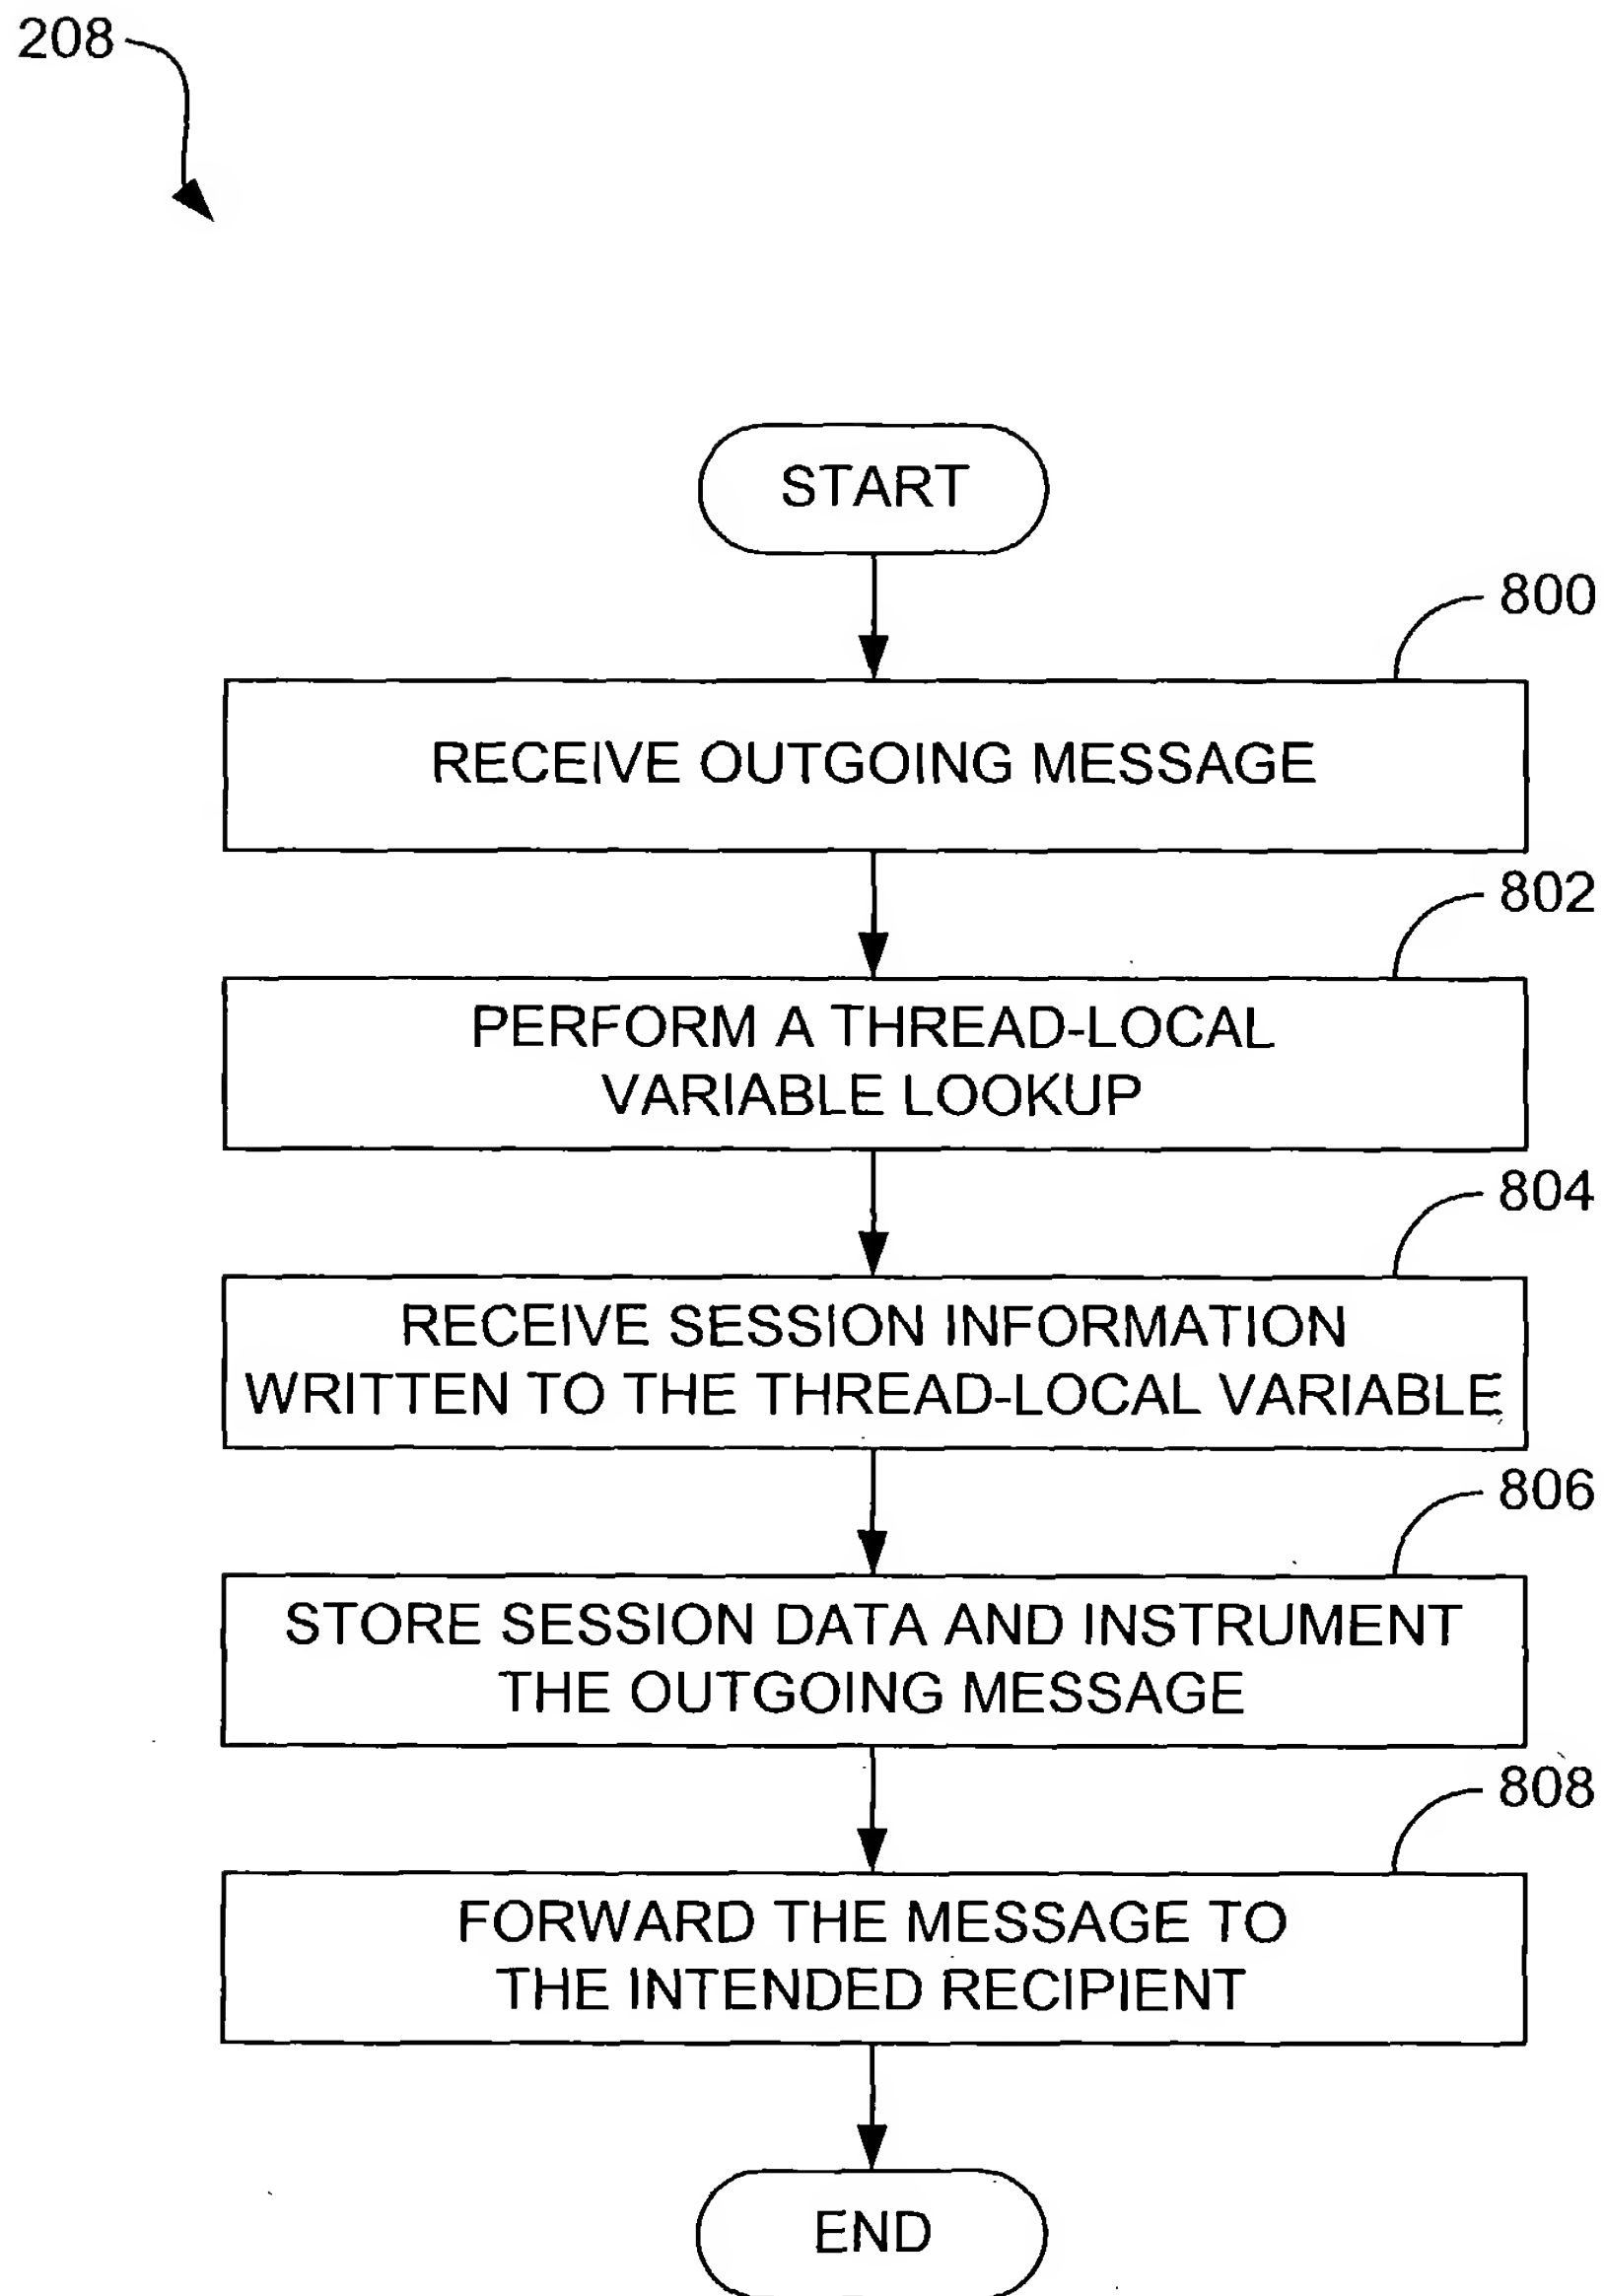 208
START
800
RECEIVE OUTGOING MESSAGE
802
PERFORM A THREAD-LOCAL
VARIABLE LOOKUP
804
RECEIVE SESSION INFORMATION
WRITTEN TO THE THREAD-LOCAL VARIABLE
806
STORE SESSION DATA AND INSTRUMENT
THE OUTGOING MESSAGE
808
FORWARD THE MESSAGE TO
THE INTENDED RECIPIENT
END